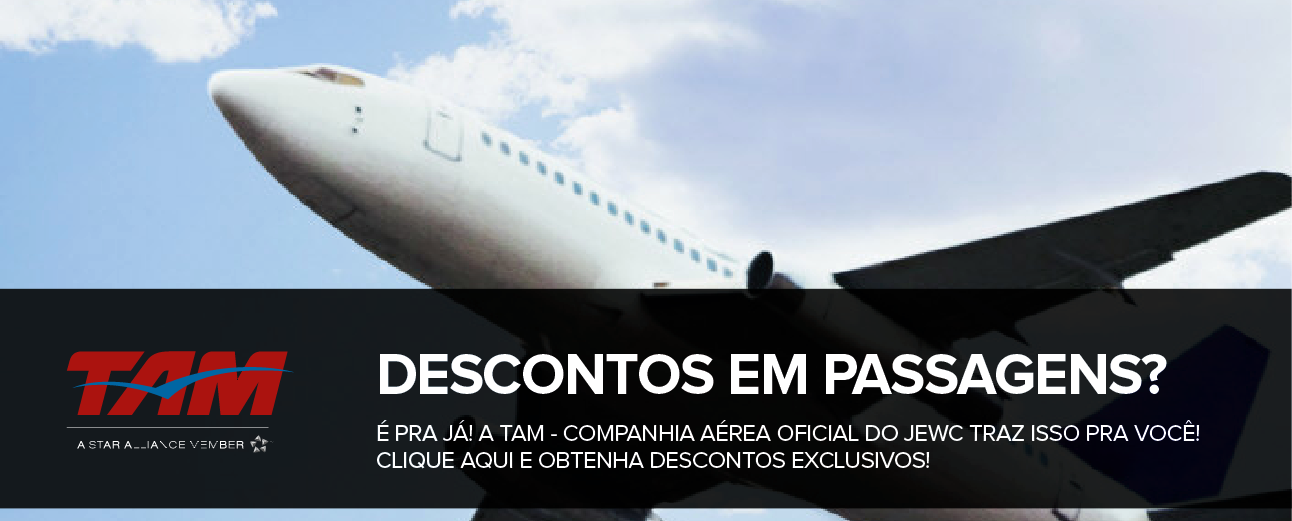 TAM
A STAR ALLIANCE MEMBER
DESCONTOS EM PASSAGENS?
É PRA JÁ! A TAM - COMPANHIA AÉREA OFICIAL DO JEWC TRAZ ISSO PRA VOCÊ!
CLIQUE AQUI E OBTENHA DESCONTOS EXCLUSIVOS!